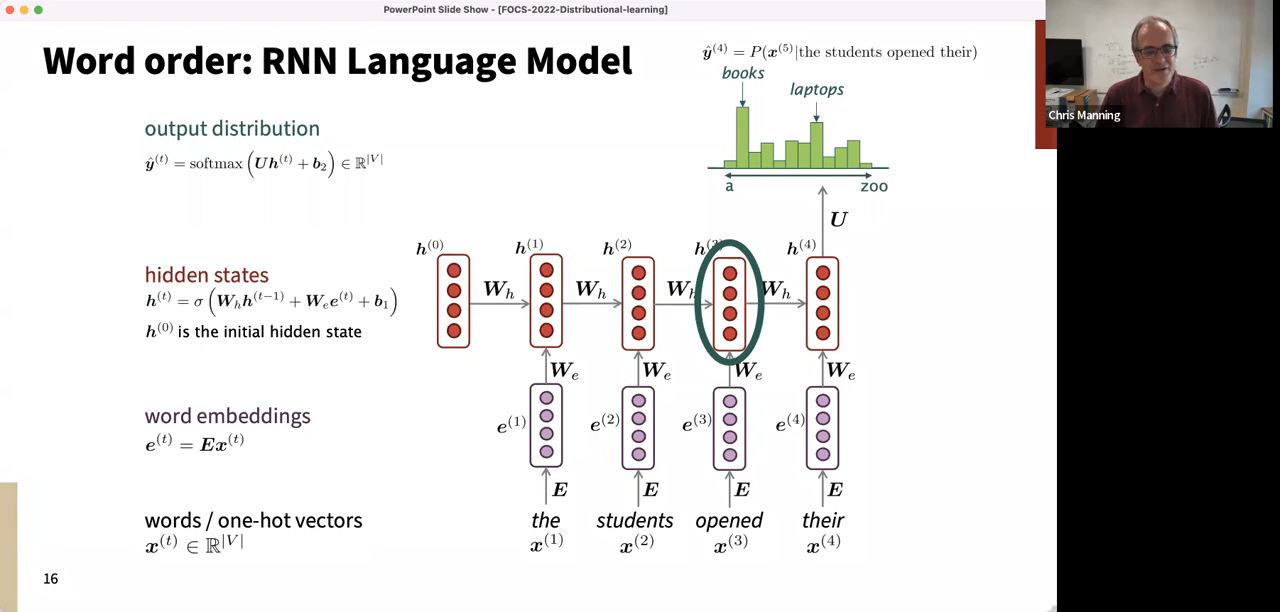 PowerPoint Slide Show - [FOCS-2022-Distributional-learning]
Word order: RNN Language Model
ŷ⁽⁴⁾ = P(x⁽⁵⁾|the students opened their)
books
laptops
Chris Manning
output distribution
ŷ⁽ᵗ⁾ = softmax (Uh⁽ᵗ⁾ + b₂) ∈ ℝ^|V|
a zoo
U
h⁽⁰⁾ h⁽¹⁾ h⁽²⁾ h⁽³⁾ h⁽⁴⁾
hidden states
h⁽ᵗ⁾ = σ (W_h h⁽ᵗ⁻¹⁾ + W_e e⁽ᵗ⁾ + b₁)
W_h W_h W_h W_h
h⁽⁰⁾ is the initial hidden state
W_e W_e W_e W_e
word embeddings
e⁽ᵗ⁾ = Ex⁽ᵗ⁾
e⁽¹⁾ e⁽²⁾ e⁽³⁾ e⁽⁴⁾
E E E E
words / one-hot vectors the students opened their
x⁽ᵗ⁾ ∈ ℝ^|V| x⁽¹⁾ x⁽²⁾ x⁽³⁾ x⁽⁴⁾
16